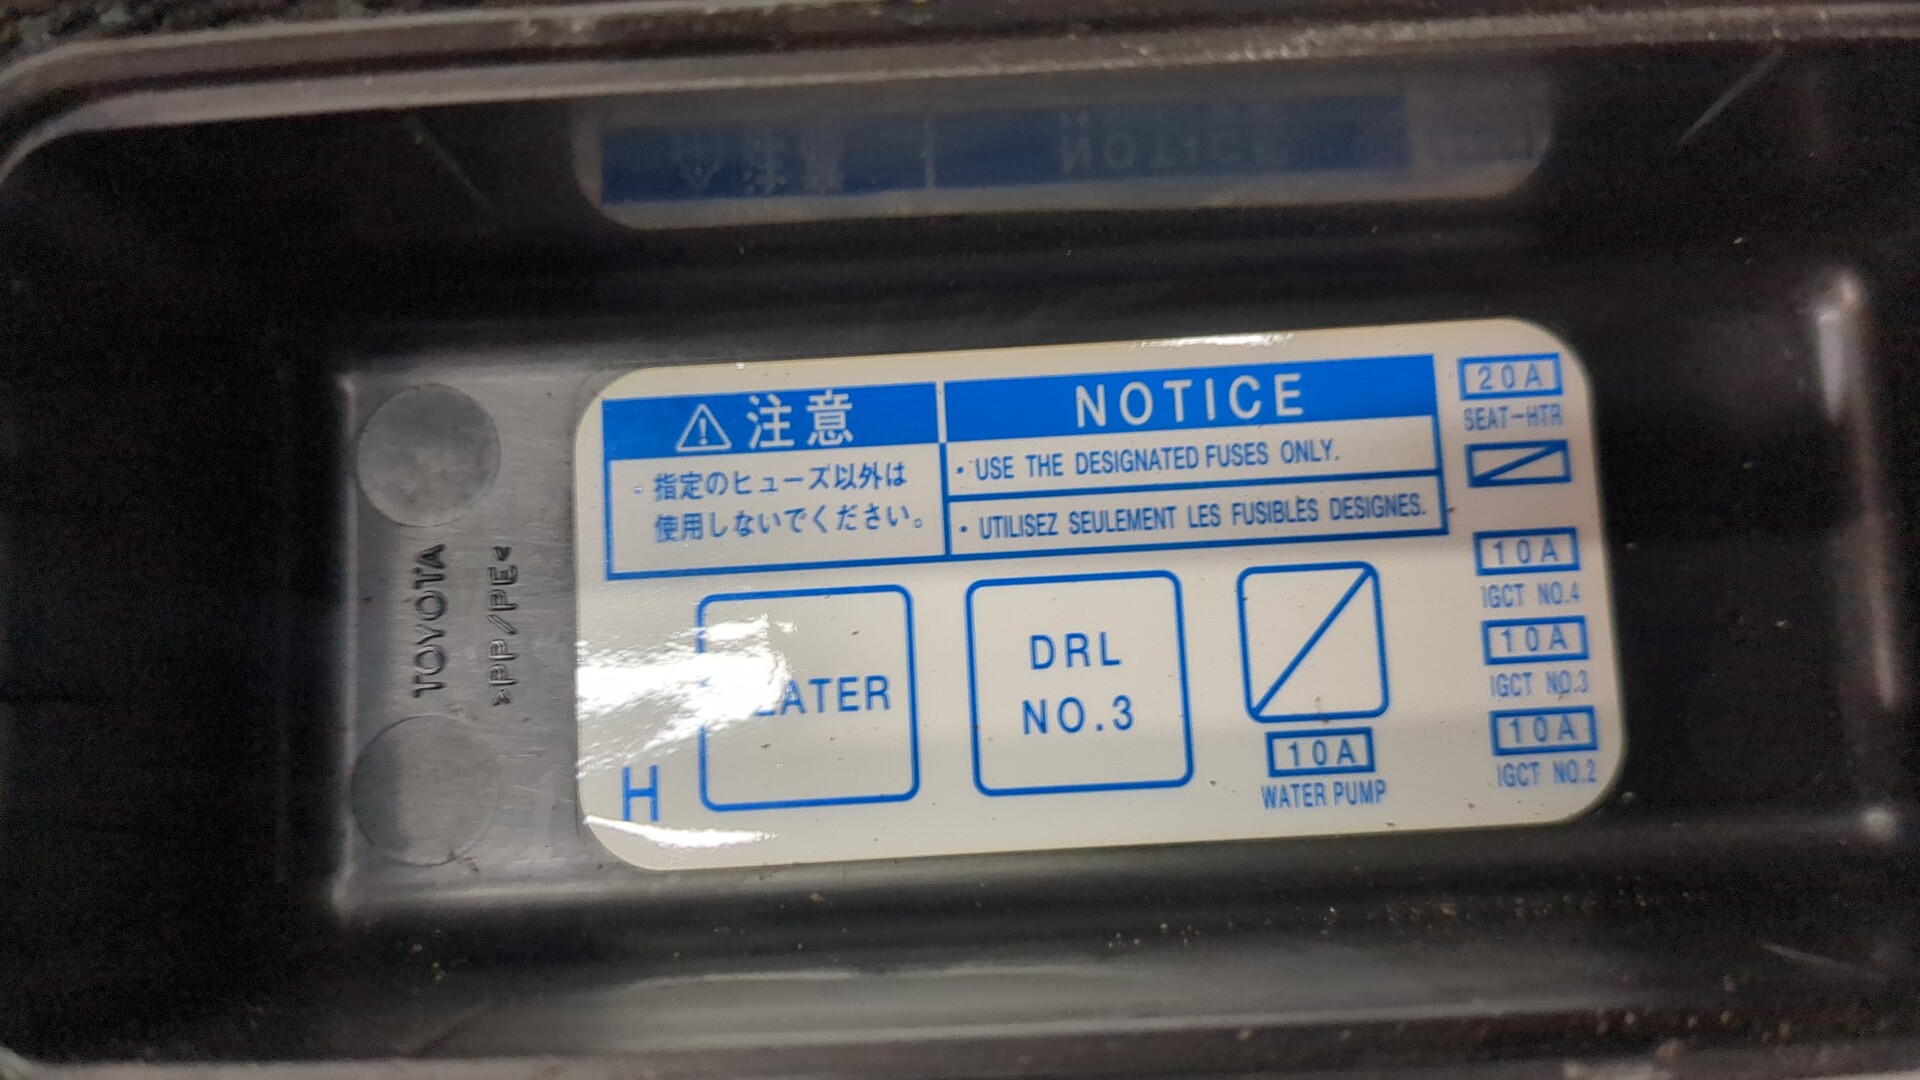 TOYOTA
>PP/PE<
注意
・指定のヒューズ以外は
使用しないでください。
NOTICE
・USE THE DESIGNATED FUSES ONLY.
・UTILISEZ SEULEMENT LES FUSIBLES DESIGNES.
20A
SEAT-HTR
10A
IGCT NO.4
10A
IGCT NO.3
10A
IGCT NO.2
DRL
NO.3
10A
WATER PUMP
H